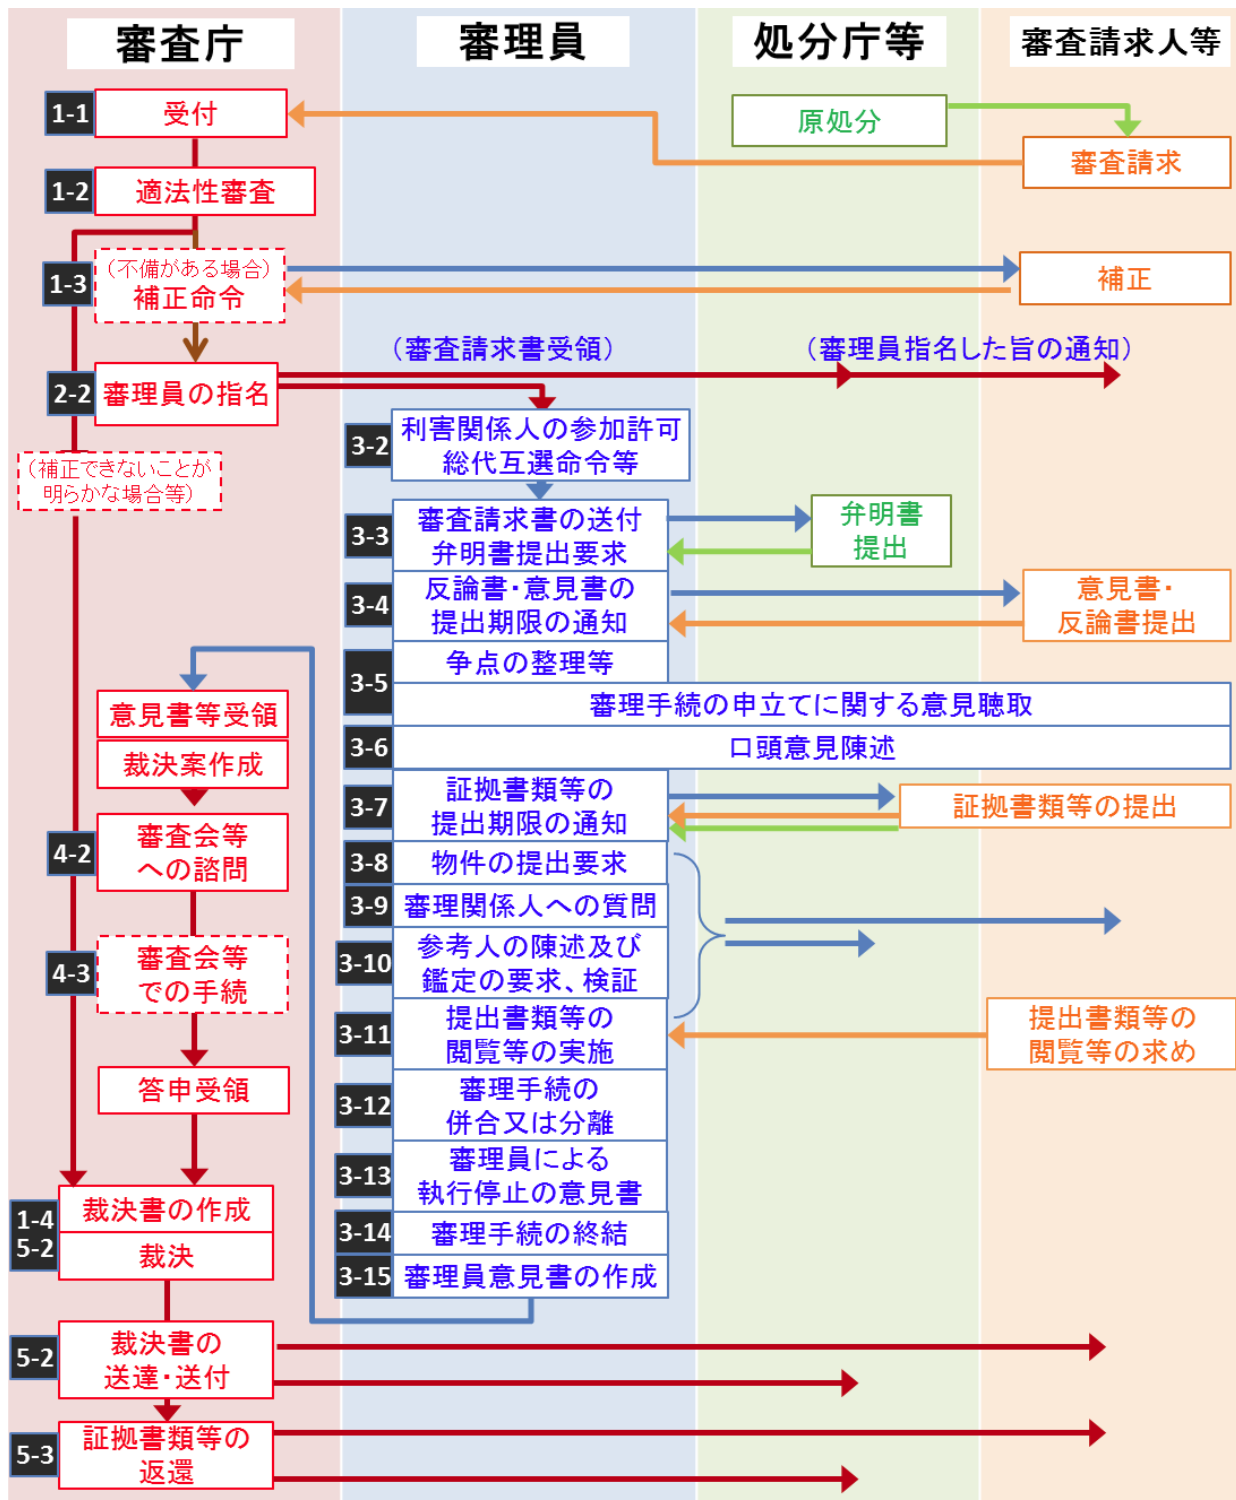 審査庁
審理員
処分庁等
審査請求人等
1-1
受付
原処分
審査請求
1-2
適法性審査
1-3
（不備がある場合）
補正命令
補正
（審査請求書受領）
（審理員指名した旨の通知）
2-2
審理員の指名
3-2
利害関係人の参加許可
総代互選命令等
（補正できないことが
明らかな場合等）
3-3
審査請求書の送付
弁明書提出要求
弁明書
提出
3-4
反論書・意見書の
提出期限の通知
意見書・
反論書提出
3-5
争点の整理等
審理手続の申立てに関する意見聴取
意見書等受領
裁決案作成
3-6
口頭意見陳述
3-7
証拠書類等の
提出期限の通知
証拠書類等の提出
4-2
審査会等
への諮問
3-8
物件の提出要求
3-9
審理関係人への質問
4-3
審査会等
での手続
3-10
参考人の陳述及び
鑑定の要求、検証
3-11
提出書類等の
閲覧等の実施
提出書類等の
閲覧等の求め
答申受領
3-12
審理手続の
併合又は分離
3-13
審理員による
執行停止の意見書
1-4
5-2
裁決書の作成
裁決
3-14
審理手続の終結
3-15
審理員意見書の作成
5-2
裁決書の
送達・送付
5-3
証拠書類等の
返還